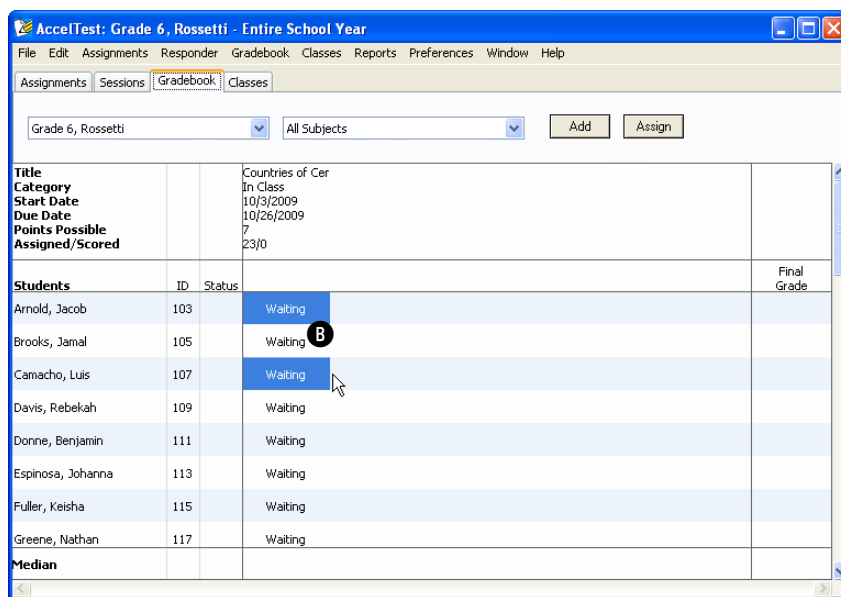 AccelTest: Grade 6, Rossetti - Entire School Year
File Edit Assignments Responder Gradebook Classes Reports Preferences Window Help
Assignments Sessions Gradebook Classes
Grade 6, Rossetti All Subjects Add Assign
Title Countries of Cer
Category In Class
Start Date 10/3/2009
Due Date 10/26/2009
Points Possible 7
Assigned/Scored 23/0
Students ID Status Final Grade
Arnold, Jacob 103 Waiting
B
Brooks, Jamal 105 Waiting
Camacho, Luis 107 Waiting
Davis, Rebekah 109 Waiting
Donne, Benjamin 111 Waiting
Espinosa, Johanna 113 Waiting
Fuller, Keisha 115 Waiting
Greene, Nathan 117 Waiting
Median